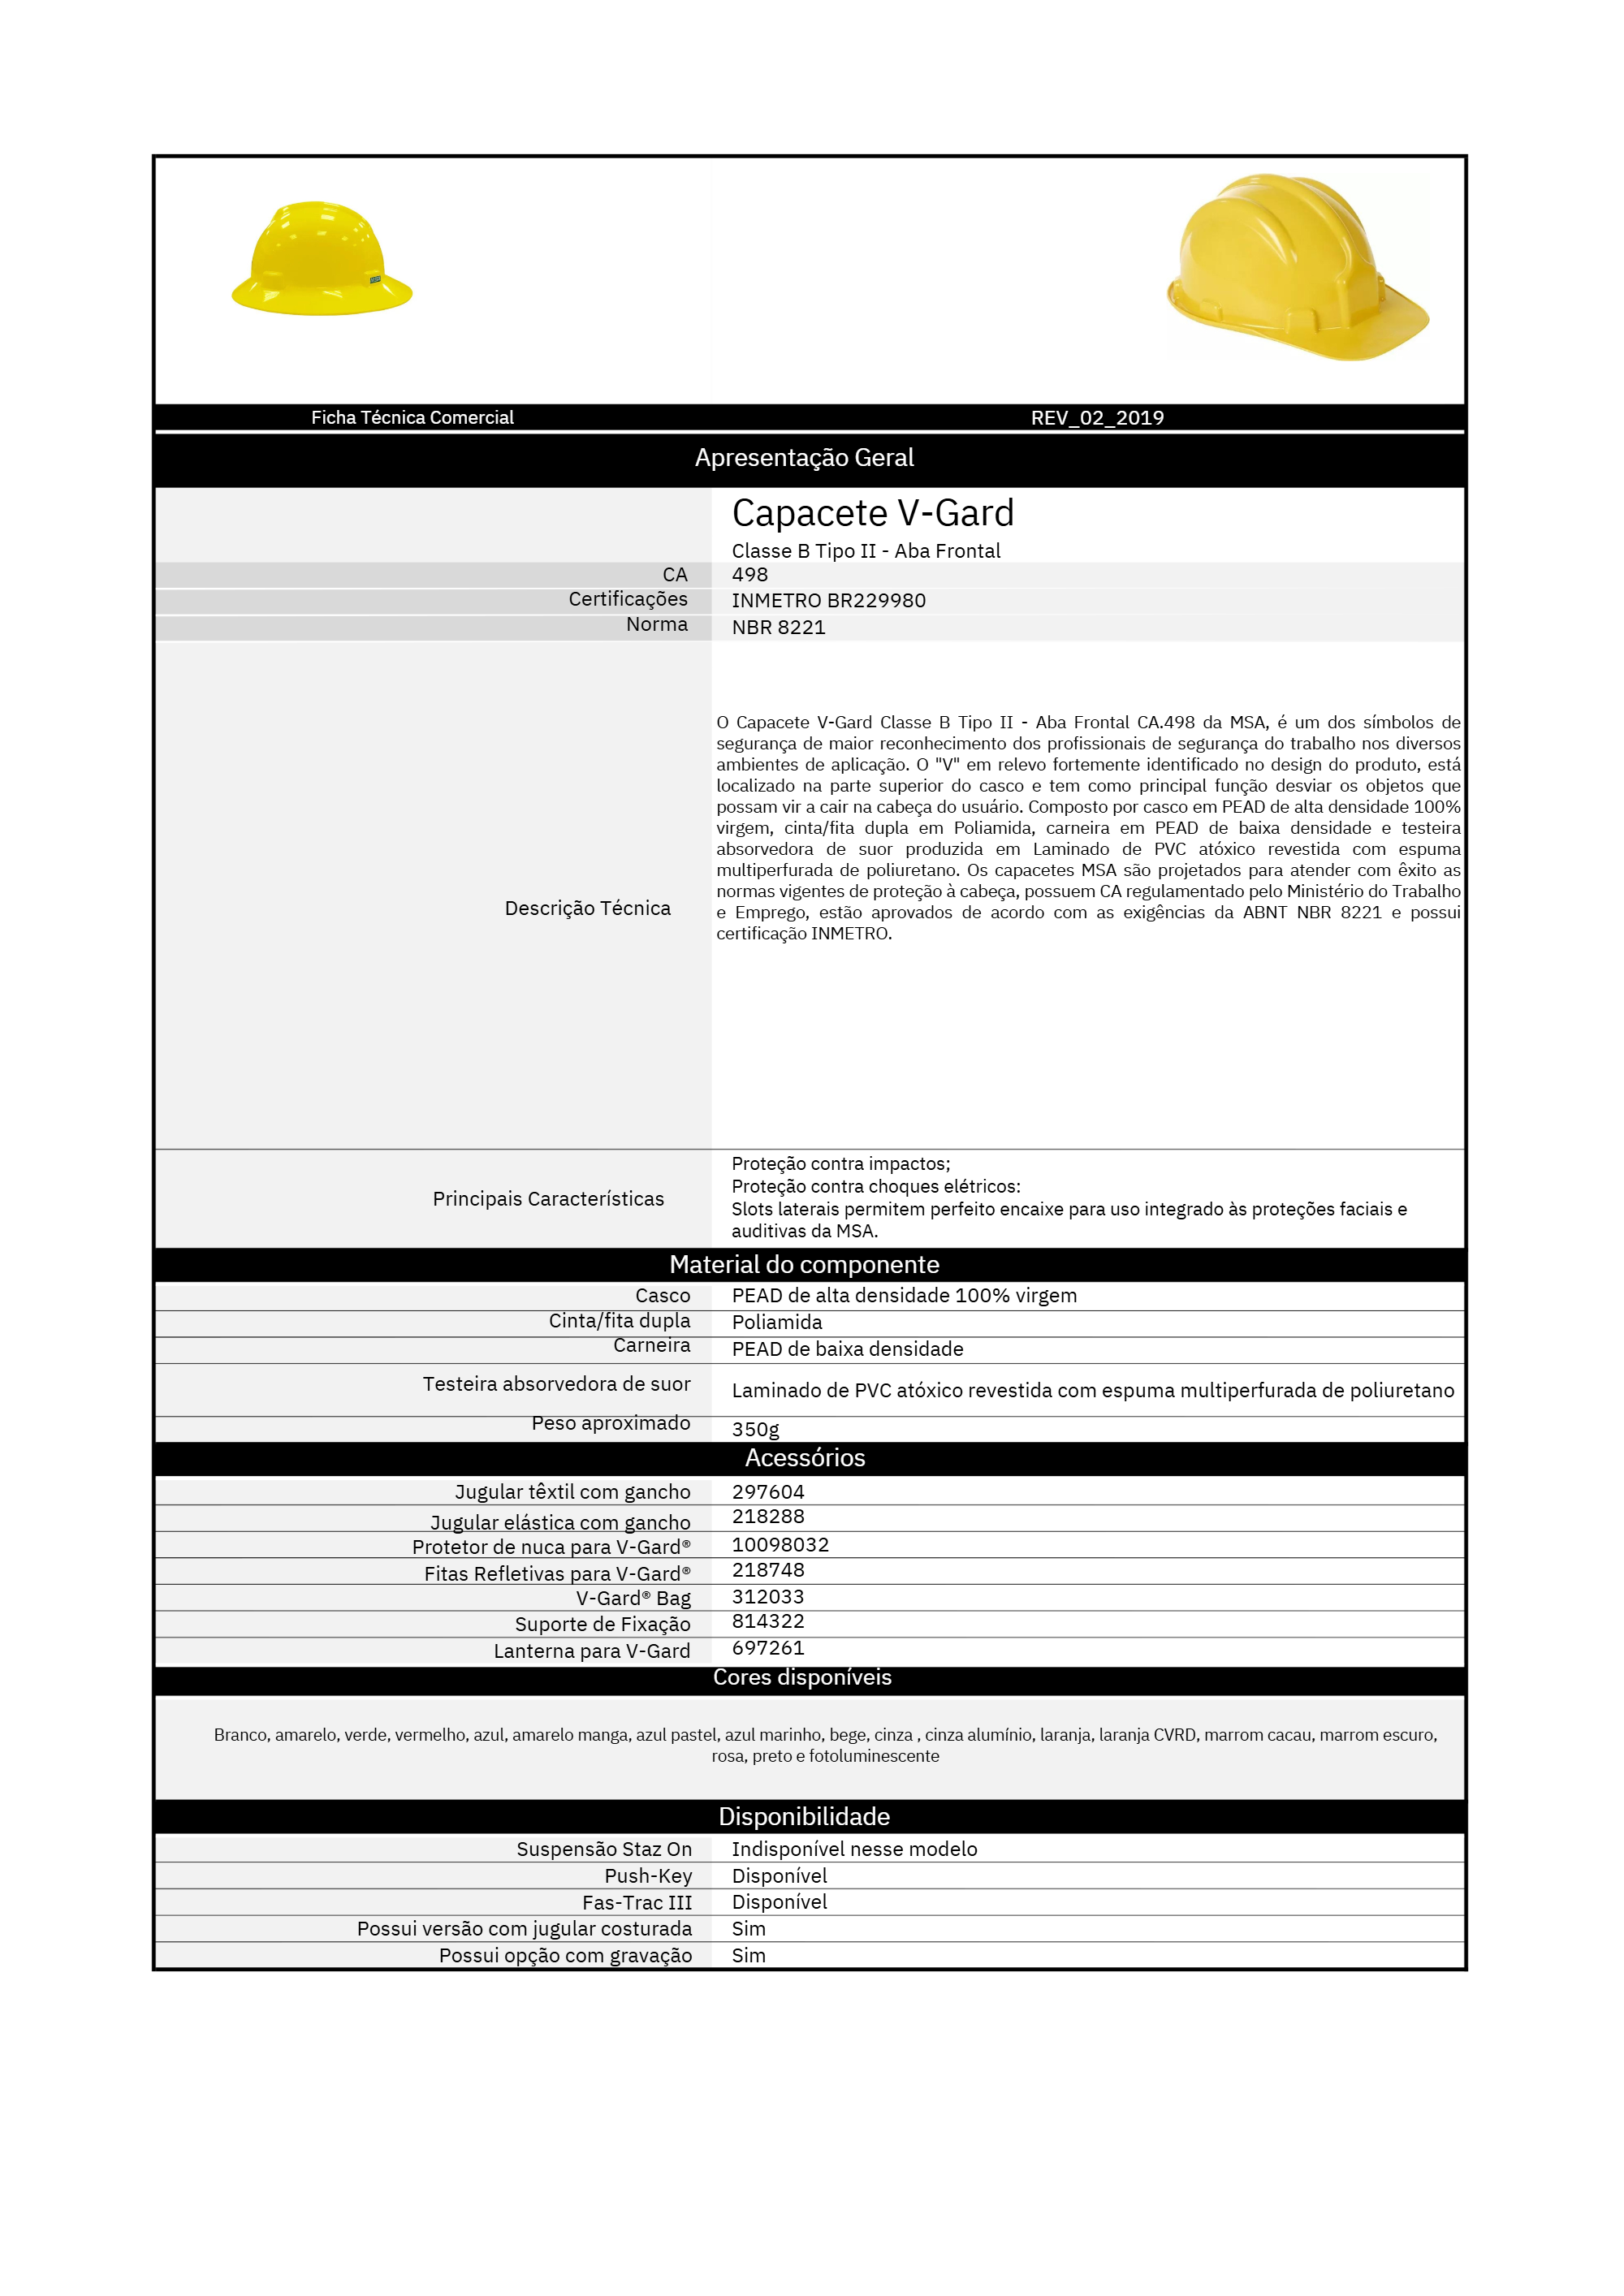 Ficha Técnica Comercial REV_02_2019
Apresentação Geral
Capacete V-Gard
Classe B Tipo II - Aba Frontal
CA 498
Certificações INMETRO BR229980
Norma NBR 8221
Descrição Técnica
O Capacete V-Gard Classe B Tipo II - Aba Frontal CA.498 da MSA, é um dos símbolos de
segurança de maior reconhecimento dos profissionais de segurança do trabalho nos diversos
ambientes de aplicação. O "V" em relevo fortemente identificado no design do produto, está
localizado na parte superior do casco e tem como principal função desviar os objetos que
possam vir a cair na cabeça do usuário. Composto por casco em PEAD de alta densidade 100%
virgem, cinta/fita dupla em Poliamida, carneira em PEAD de baixa densidade e testeira
absorvedora de suor produzida em Laminado de PVC atóxico revestida com espuma
multiperfurada de poliuretano. Os capacetes MSA são projetados para atender com êxito as
normas vigentes de proteção à cabeça, possuem CA regulamentado pelo Ministério do Trabalho
e Emprego, estão aprovados de acordo com as exigências da ABNT NBR 8221 e possui
certificação INMETRO.
Principais Características
Proteção contra impactos;
Proteção contra choques elétricos:
Slots laterais permitem perfeito encaixe para uso integrado às proteções faciais e
auditivas da MSA.
Material do componente
Casco PEAD de alta densidade 100% virgem
Cinta/fita dupla Poliamida
Carneira PEAD de baixa densidade
Testeira absorvedora de suor Laminado de PVC atóxico revestida com espuma multiperfurada de poliuretano
Peso aproximado 350g
Acessórios
Jugular têxtil com gancho 297604
Jugular elástica com gancho 218288
Protetor de nuca para V-Gard® 10098032
Fitas Refletivas para V-Gard® 218748
V-Gard® Bag 312033
Suporte de Fixação 814322
Lanterna para V-Gard 697261
Cores disponíveis
Branco, amarelo, verde, vermelho, azul, amarelo manga, azul pastel, azul marinho, bege, cinza , cinza alumínio, laranja, laranja CVRD, marrom cacau, marrom escuro,
rosa, preto e fotoluminescente
Disponibilidade
Suspensão Staz On Indisponível nesse modelo
Push-Key Disponível
Fas-Trac III Disponível
Possui versão com jugular costurada Sim
Possui opção com gravação Sim